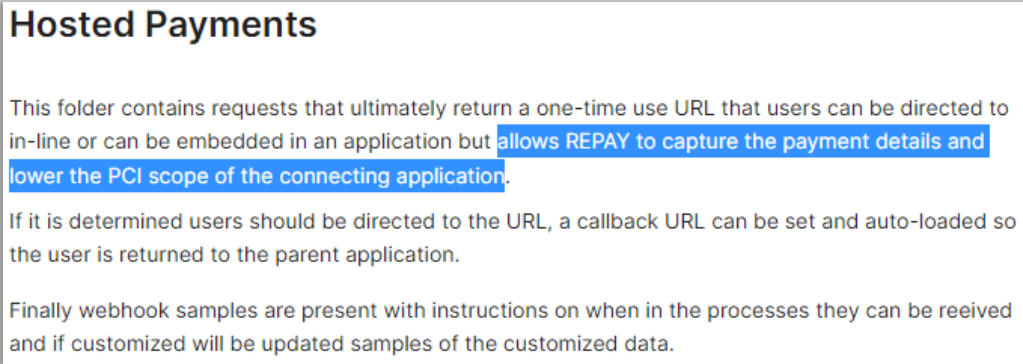 Hosted Payments
This folder contains requests that ultimately return a one-time use URL that users can be directed to
in-line or can be embedded in an application but allows REPAY to capture the payment details and
lower the PCI scope of the connecting application.
If it is determined users should be directed to the URL, a callback URL can be set and auto-loaded so
the user is returned to the parent application.
Finally webhook samples are present with instructions on when in the processes they can be reeived
and if customized will be updated samples of the customized data.